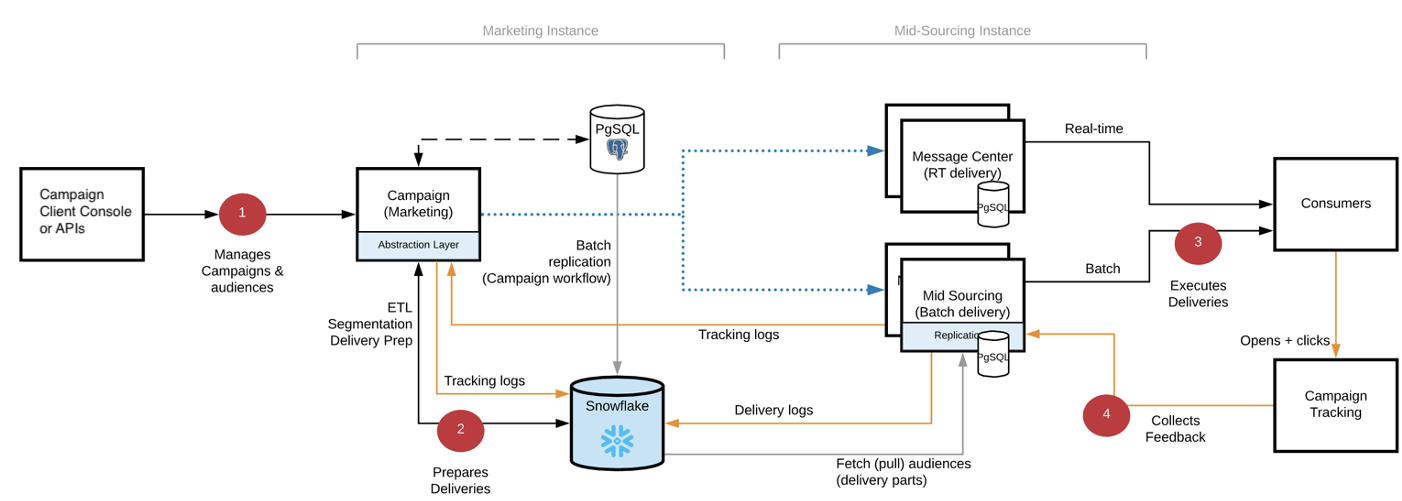 Marketing Instance
Mid-Sourcing Instance
PgSQL
Campaign
Client Console
or APIs
1
Manages
Campaigns &
audiences
Campaign
(Marketing)
Abstraction Layer
Batch
replication
(Campaign workflow)
ETL
Segmentation
Delivery Prep
Message Center
(RT delivery)
PgSQL
Real-time
Consumers
Mid Sourcing
(Batch delivery)
PgSQL
Batch
3
Executes
Deliveries
Tracking logs
Opens + clicks
Tracking logs
Snowflake
Delivery logs
2
Prepares
Deliveries
Fetch (pull) audiences
(delivery parts)
4
Collects
Feedback
Campaign
Tracking